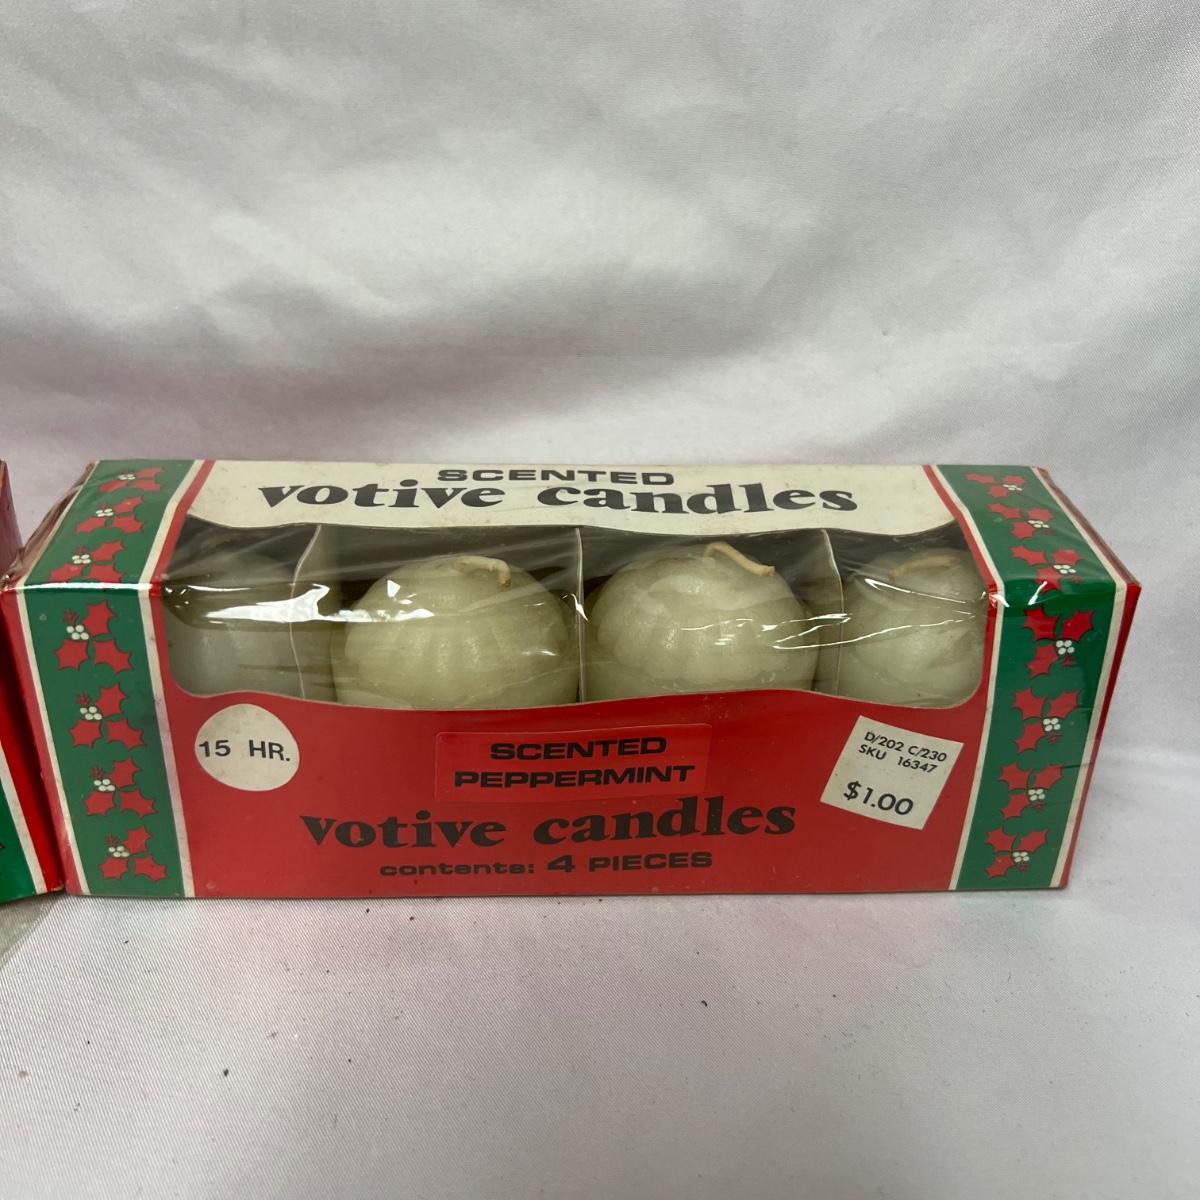 SCENTED
votive candles
15 HR.
SCENTED
PEPPERMINT
votive candles
contents: 4 PIECES
D/202 C/230
SKU 16347
$1.00